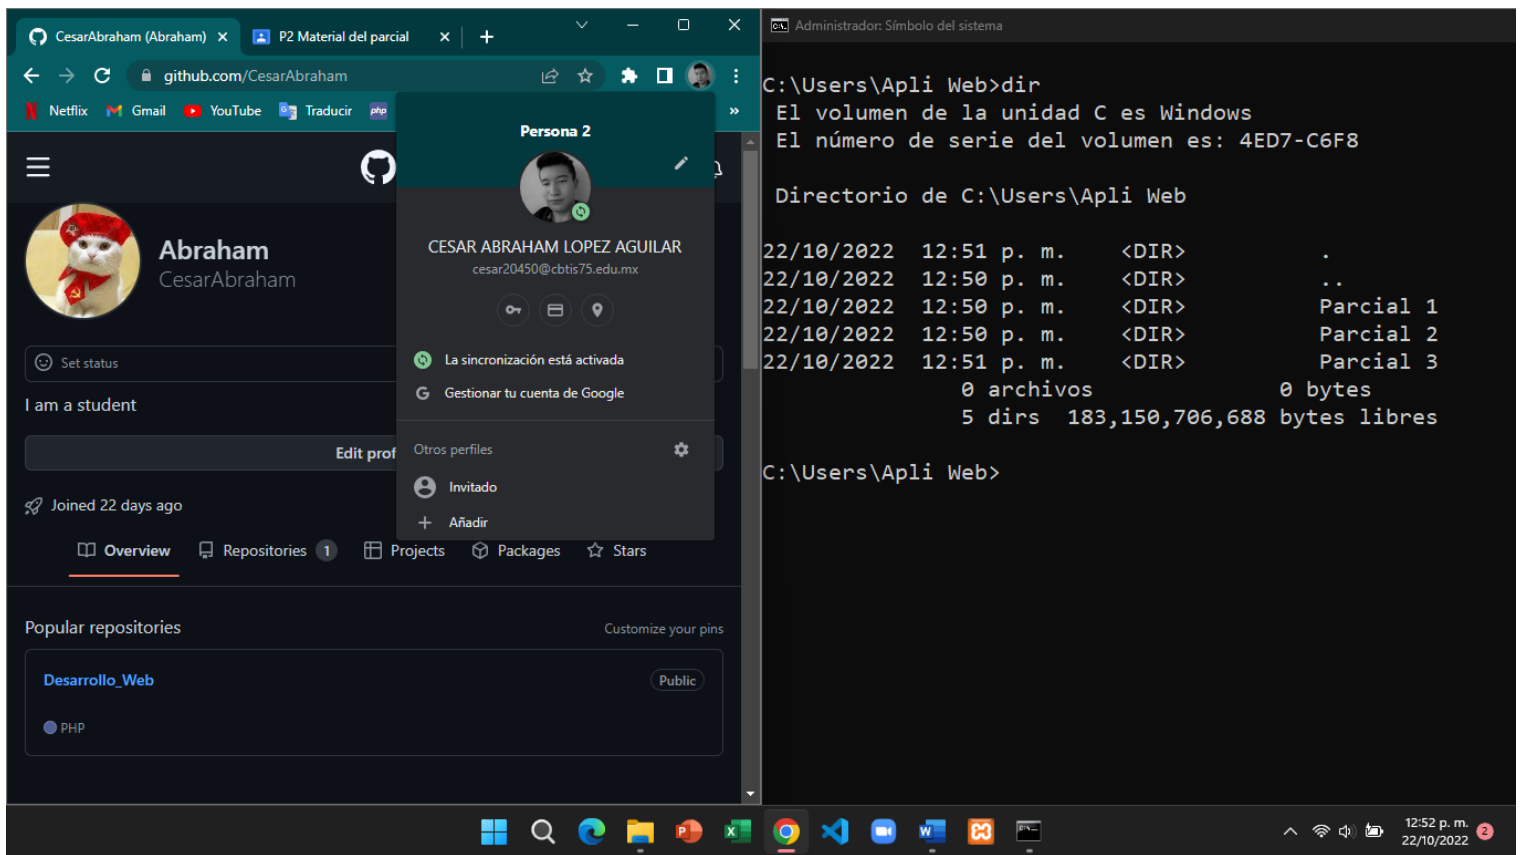 CesarAbraham (Abraham)
P2 Material del parcial
github.com/CesarAbraham
Netflix
Gmail
YouTube
Traducir
php
»
Persona 2
CESAR ABRAHAM LOPEZ AGUILAR
cesar20450@cbtis75.edu.mx
La sincronización está activada
G Gestionar tu cuenta de Google
Otros perfiles
Invitado
Añadir
Abraham
CesarAbraham
Set status
I am a student
Edit prof
Joined 22 days ago
Overview
Repositories 1
Projects
Packages
Stars
Popular repositories
Customize your pins
Desarrollo_Web
Public
PHP
Administrador: Símbolo del sistema
C:\Users\Apli Web>dir
El volumen de la unidad C es Windows
El número de serie del volumen es: 4ED7-C6F8
Directorio de C:\Users\Apli Web
22/10/2022 12:51 p. m. <DIR> .
22/10/2022 12:50 p. m. <DIR> ..
22/10/2022 12:50 p. m. <DIR> Parcial 1
22/10/2022 12:50 p. m. <DIR> Parcial 2
22/10/2022 12:51 p. m. <DIR> Parcial 3
0 archivos 0 bytes
5 dirs 183,150,706,688 bytes libres
C:\Users\Apli Web>
12:52 p. m.
22/10/2022
2